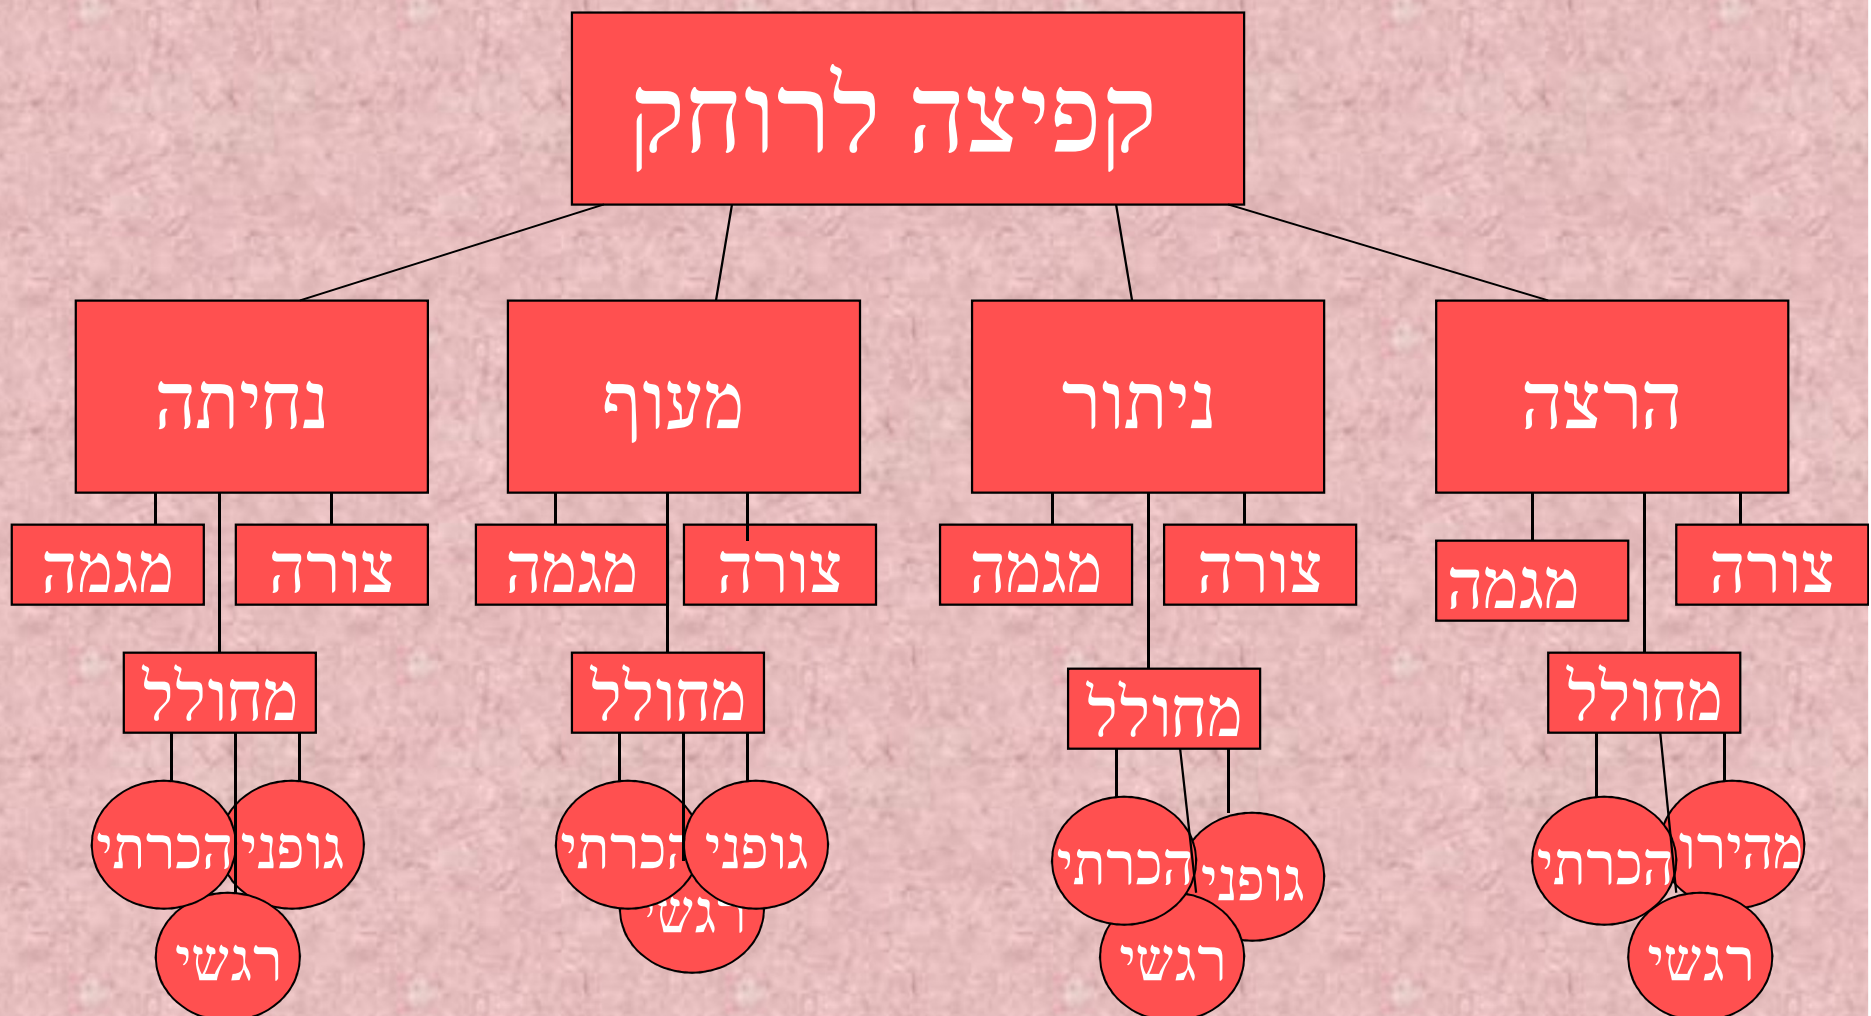 קפיצה לרוחק
הרצה
ניתור
מעוף
נחיתה
צורה
מגמה
צורה
מגמה
צורה
מגמה
צורה
מגמה
מחולל
מחולל
מחולל
מחולל
מהירו
הכרתי
רגשי
גופני
הכרתי
רגשי
גופני
הכרתי
רגשי
גופני
הכרתי
רגשי